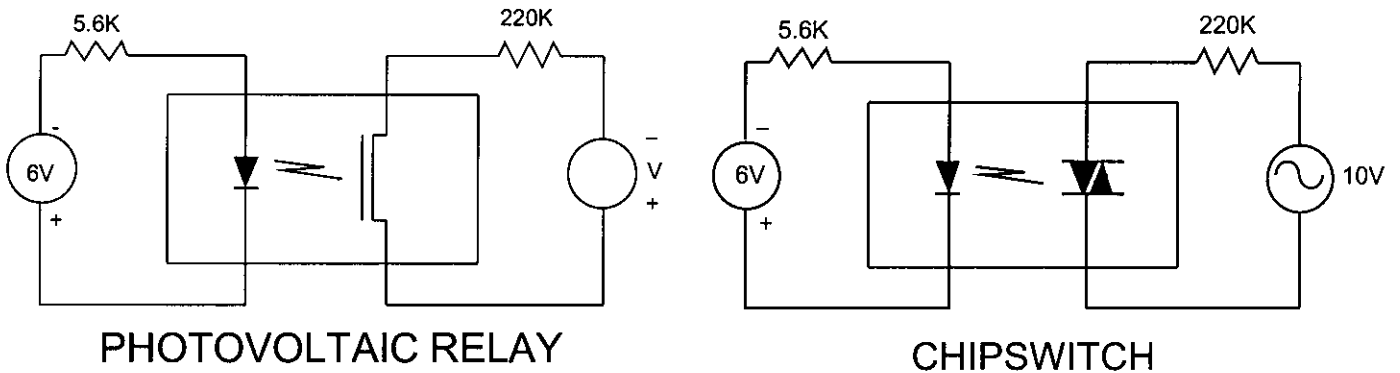 5.6K
220K
-
6V
+
–
V
+
PHOTOVOLTAIC RELAY
5.6K
220K
–
6V
+
10V
CHIPSWITCH